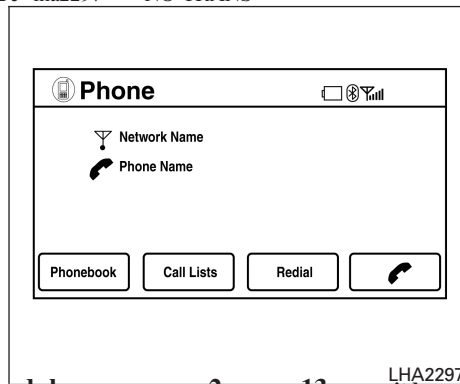 Phone
Network Name
Phone Name
Phonebook Call Lists Redial
LHA2297